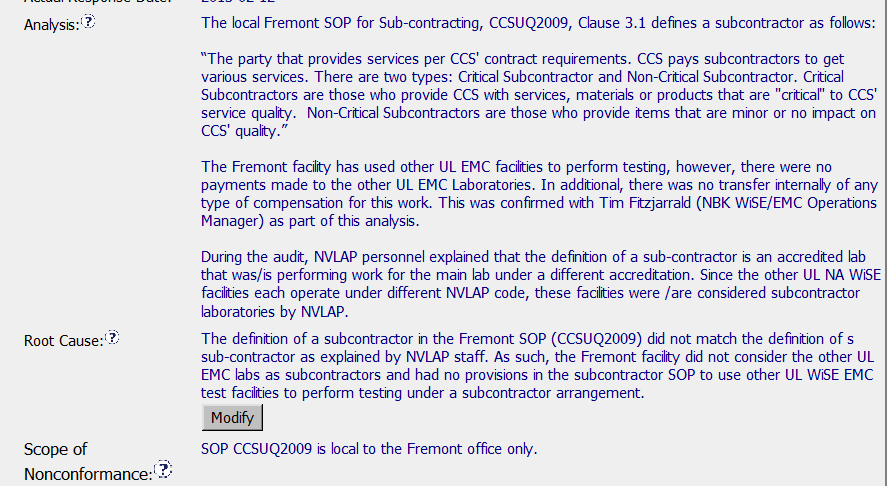 Analysis:? The local Fremont SOP for Sub-contracting, CCSUQ2009, Clause 3.1 defines a subcontractor as follows:
“The party that provides services per CCS' contract requirements. CCS pays subcontractors to get
various services. There are two types: Critical Subcontractor and Non-Critical Subcontractor. Critical
Subcontractors are those who provide CCS with services, materials or products that are "critical" to CCS'
service quality.  Non-Critical Subcontractors are those who provide items that are minor or no impact on
CCS' quality.”
The Fremont facility has used other UL EMC facilities to perform testing, however, there were no
payments made to the other UL EMC Laboratories. In additional, there was no transfer internally of any
type of compensation for this work. This was confirmed with Tim Fitzjarrald (NBK WiSE/EMC Operations
Manager) as part of this analysis.
During the audit, NVLAP personnel explained that the definition of a sub-contractor is an accredited lab
that was/is performing work for the main lab under a different accreditation. Since the other UL NA WiSE
facilities each operate under different NVLAP code, these facilities were /are considered subcontractor
laboratories by NVLAP.
Root Cause:? The definition of a subcontractor in the Fremont SOP (CCSUQ2009) did not match the definition of s
sub-contractor as explained by NVLAP staff. As such, the Fremont facility did not consider the other UL
EMC labs as subcontractors and had no provisions in the subcontractor SOP to use other UL WiSE EMC
test facilities to perform testing under a subcontractor arrangement.
Modify
Scope of SOP CCSUQ2009 is local to the Fremont office only.
Nonconformance:?